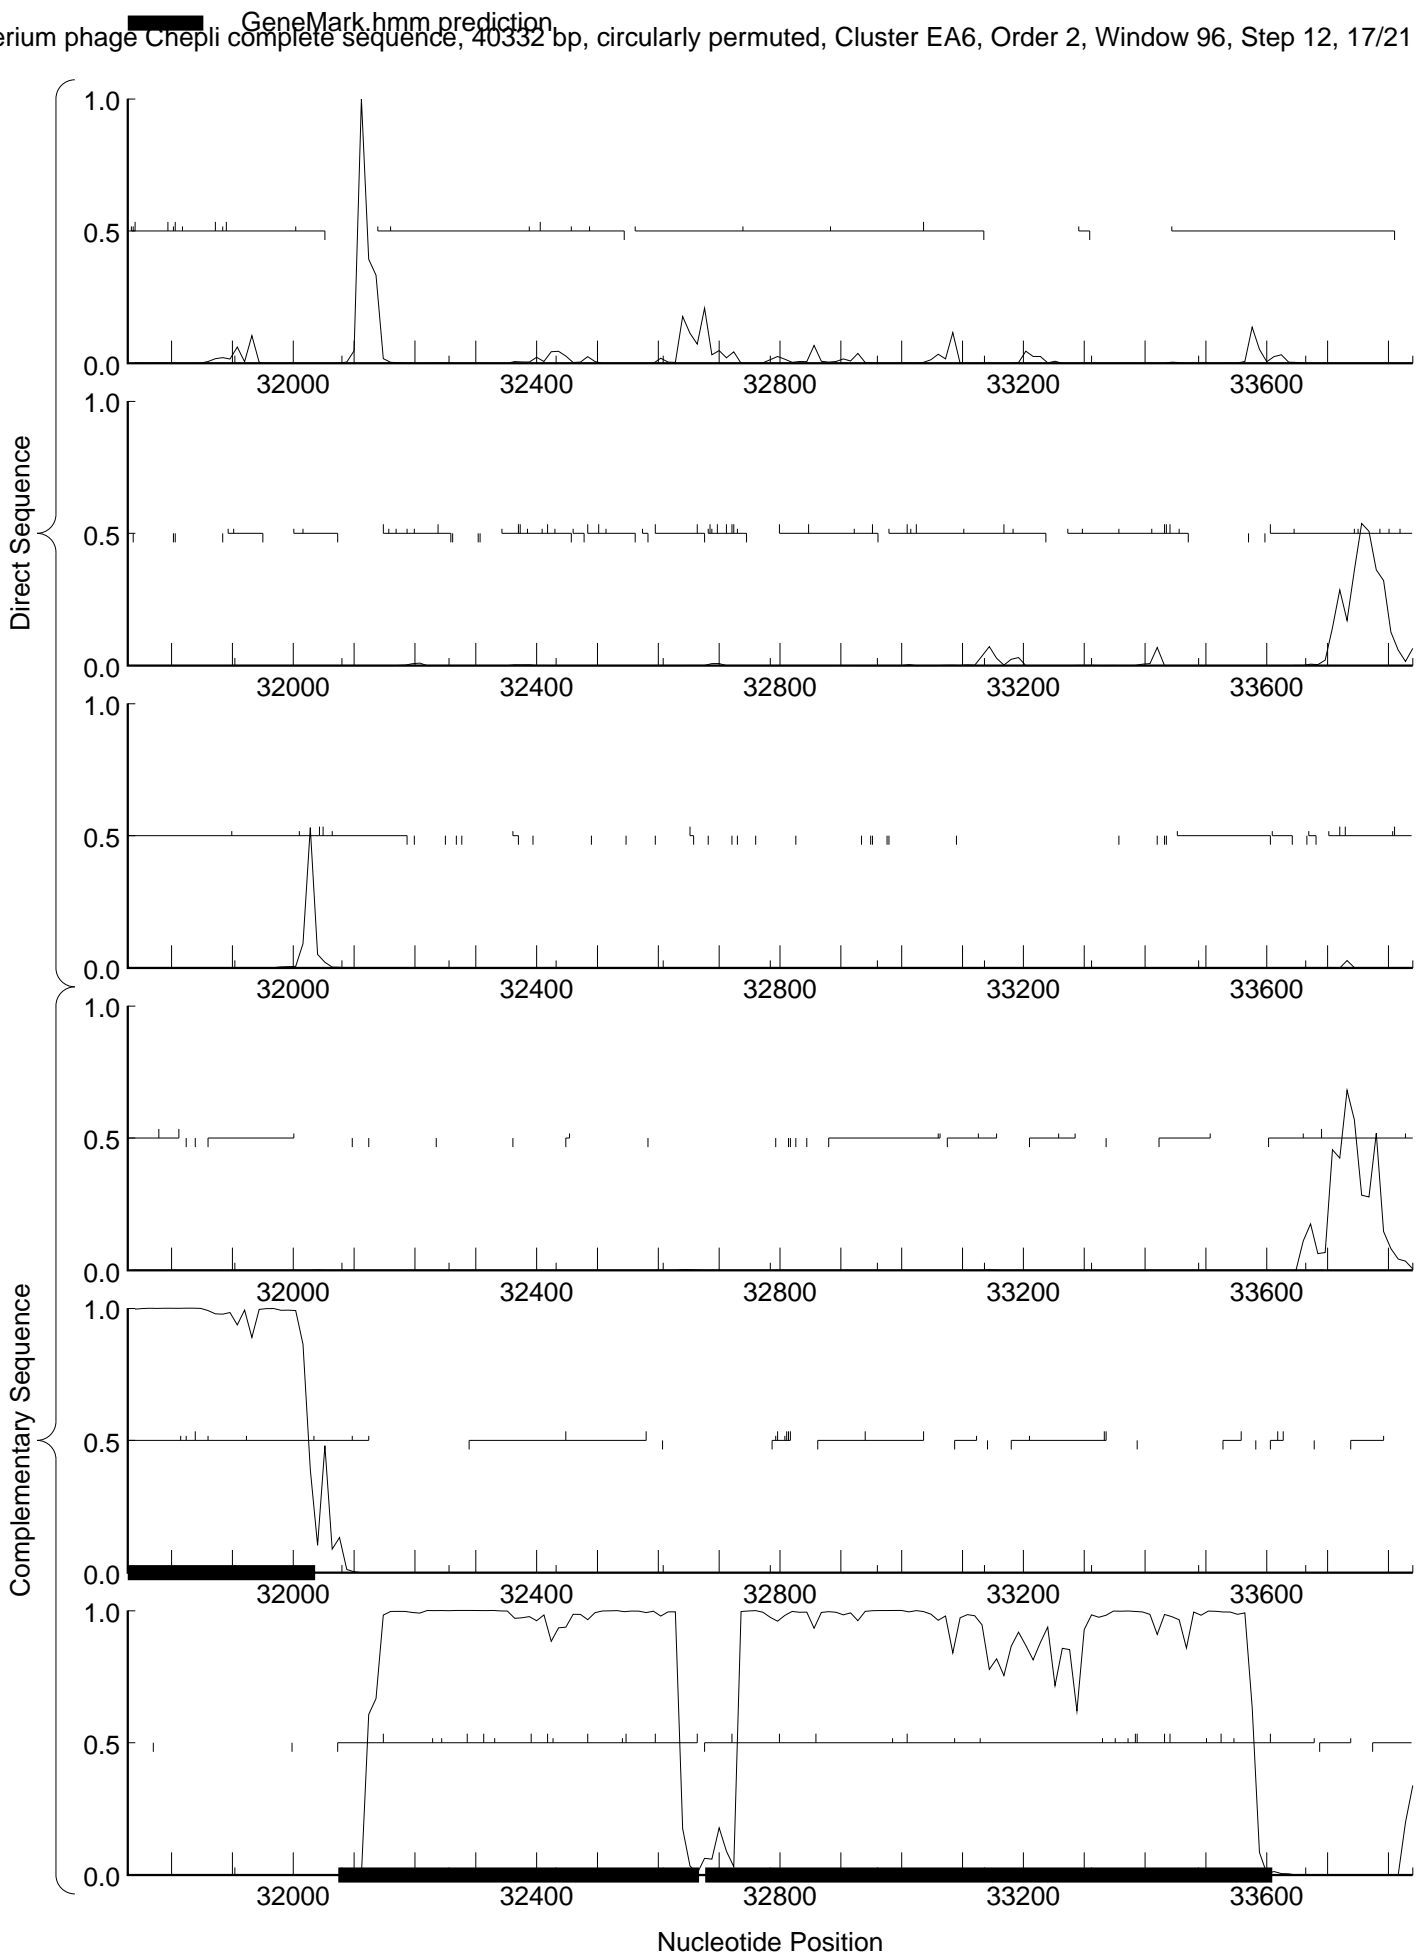 GeneMark.hmm prediction
erium phage Chepli complete sequence, 40332 bp, circularly permuted, Cluster EA6, Order 2, Window 96, Step 12, 17/21
Direct Sequence
1.0
0.5
0.0
32000 32400 32800 33200 33600
1.0
0.5
0.0
32000 32400 32800 33200 33600
1.0
0.5
0.0
32000 32400 32800 33200 33600
Complementary Sequence
1.0
0.5
0.0
32000 32400 32800 33200 33600
1.0
0.5
0.0
32000 32400 32800 33200 33600
1.0
0.5
0.0
32000 32400 32800 33200 33600
Nucleotide Position